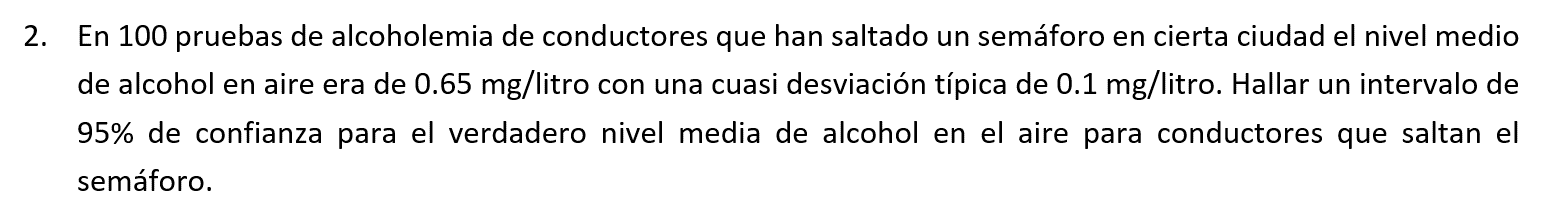 2. En 100 pruebas de alcoholemia de conductores que han saltado un semáforo en cierta ciudad el nivel medio
de alcohol en aire era de 0.65 mg/litro con una cuasi desviación típica de 0.1 mg/litro. Hallar un intervalo de
95% de confianza para el verdadero nivel media de alcohol en el aire para conductores que saltan el
semáforo.